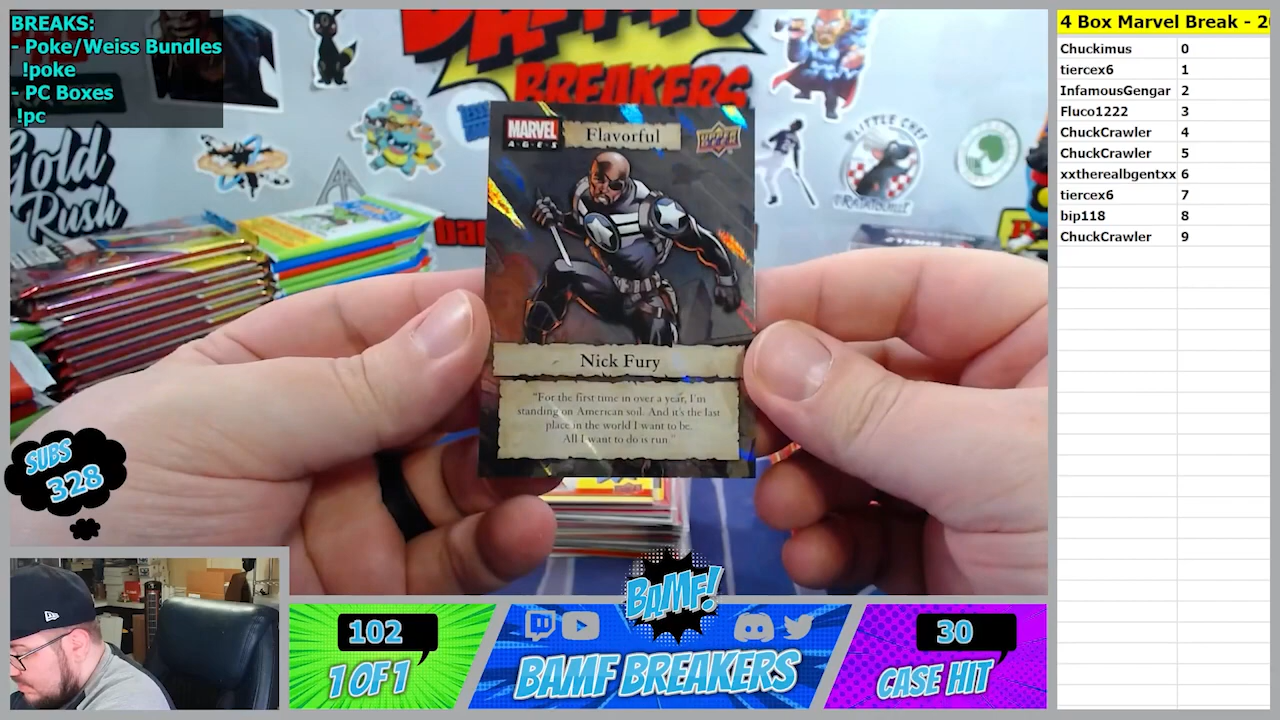 BREAKS:
- Poke/Weiss Bundles
!poke
- PC Boxes
!pc
BREAKERS
Gold
Rush
LITTLE CHEF
RATATOUILLE
MARVEL
AGES
Flavorful
Nick Fury
"For the first time in over a year, I'm
standing on American soil. And it's the last
place in the world I want to be.
All I want to do is run."
SUBS
328
BAMF!
102
1 OF 1
BAMF BREAKERS
30
CASE HIT
4 Box Marvel Break - 20
Chuckimus 0
tiercex6 1
InfamousGengar 2
Fluco1222 3
ChuckCrawler 4
ChuckCrawler 5
xxtherealbgentxx 6
tiercex6 7
bip118 8
ChuckCrawler 9